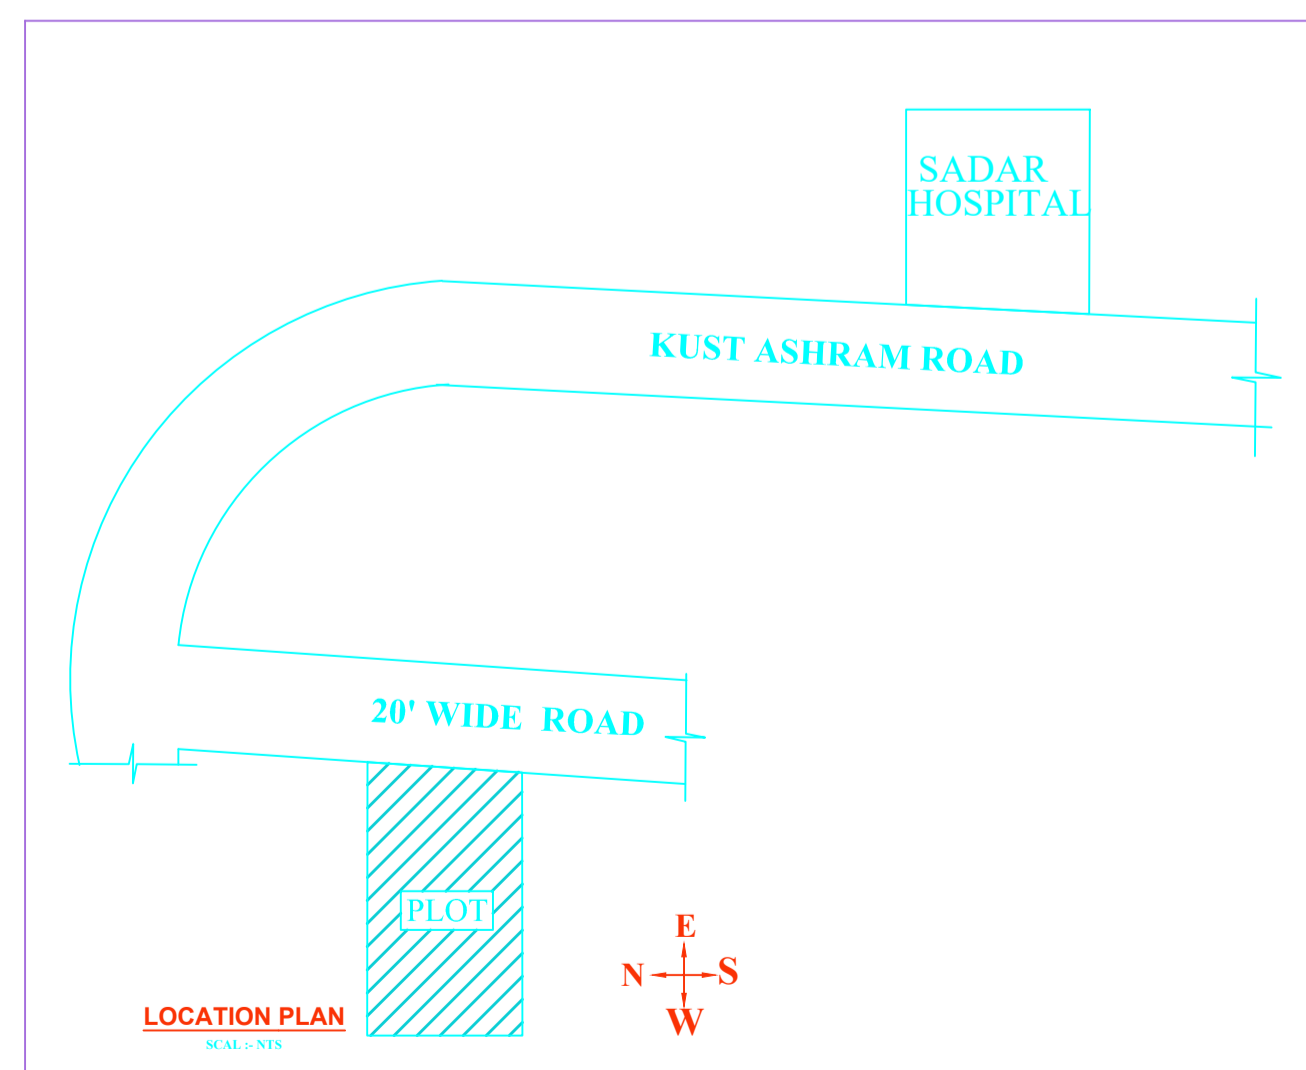 SADAR
HOSPITAL
KUST ASHRAM ROAD
20' WIDE ROAD
PLOT
E
N
S
W
LOCATION PLAN
SCAL :- NTS